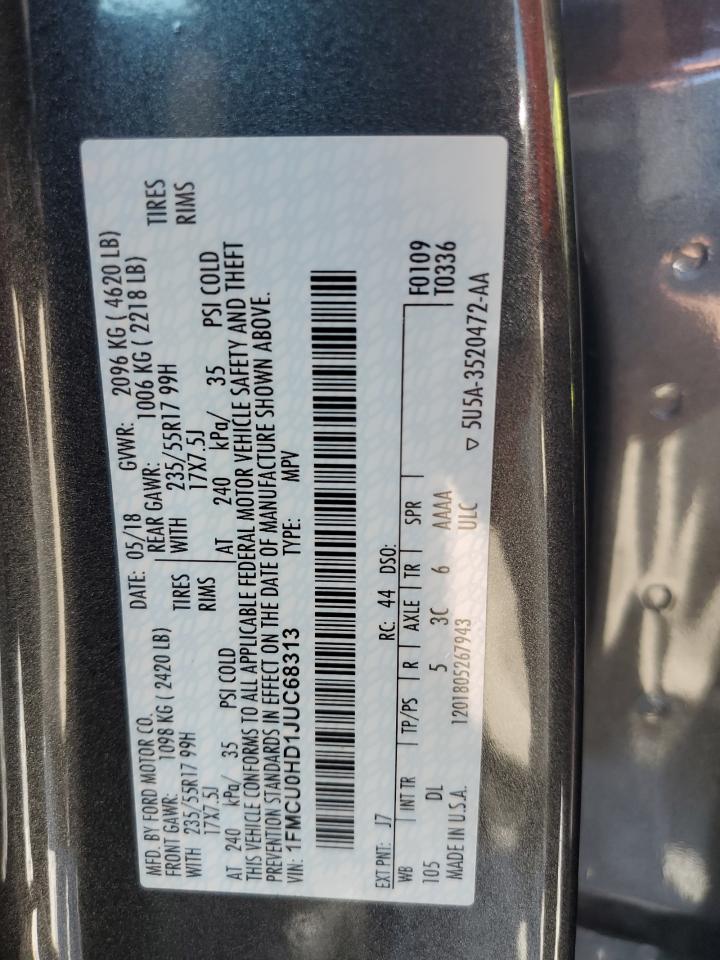 MFD. BY FORD MOTOR CO. DATE: 05/18 GVWR: 2096 KG ( 4620 LB)
FRONT GAWR: 1098 KG ( 2420 LB) REAR GAWR: 1006 KG ( 2218 LB)
WITH 235/55R17 99H TIRES WITH 235/55R17 99H TIRES
17X7.5J RIMS 17X7.5J RIMS
AT 240 kPa/ 35 PSI COLD AT 240 kPa/ 35 PSI COLD
THIS VEHICLE CONFORMS TO ALL APPLICABLE FEDERAL MOTOR VEHICLE SAFETY AND THEFT
PREVENTION STANDARDS IN EFFECT ON THE DATE OF MANUFACTURE SHOWN ABOVE.
VIN: 1FMCU0HD1JUC68313 TYPE: MPV
EXT PNT: J7 RC: 44 DSO: F0109
WB INT TR TP/PS R AXLE TR SPR T0336
105 DL 5 3C 6 AAAA
MADE IN U.S.A. 1201805267943 ULC ▽ 5U5A-3520472-AA